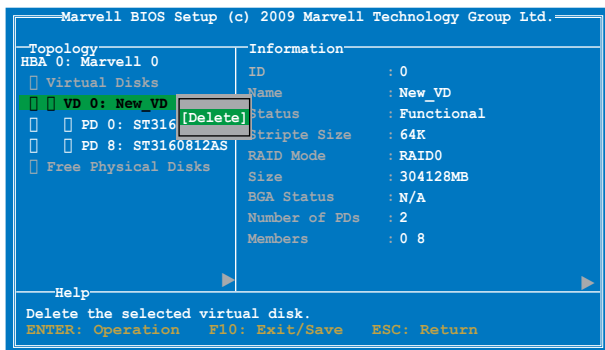 Marvell BIOS Setup (c) 2009 Marvell Technology Group Ltd.
Topology
HBA 0: Marvell 0
Virtual Disks
VD 0: New_VD
[Delete]
PD 0: ST316
PD 8: ST3160812AS
Free Physical Disks
Information
ID : 0
Name : New_VD
Status : Functional
Stripte Size : 64K
RAID Mode : RAID0
Size : 304128MB
BGA Status : N/A
Number of PDs : 2
Members : 0 8
Help
Delete the selected virtual disk.
ENTER: Operation F10: Exit/Save ESC: Return